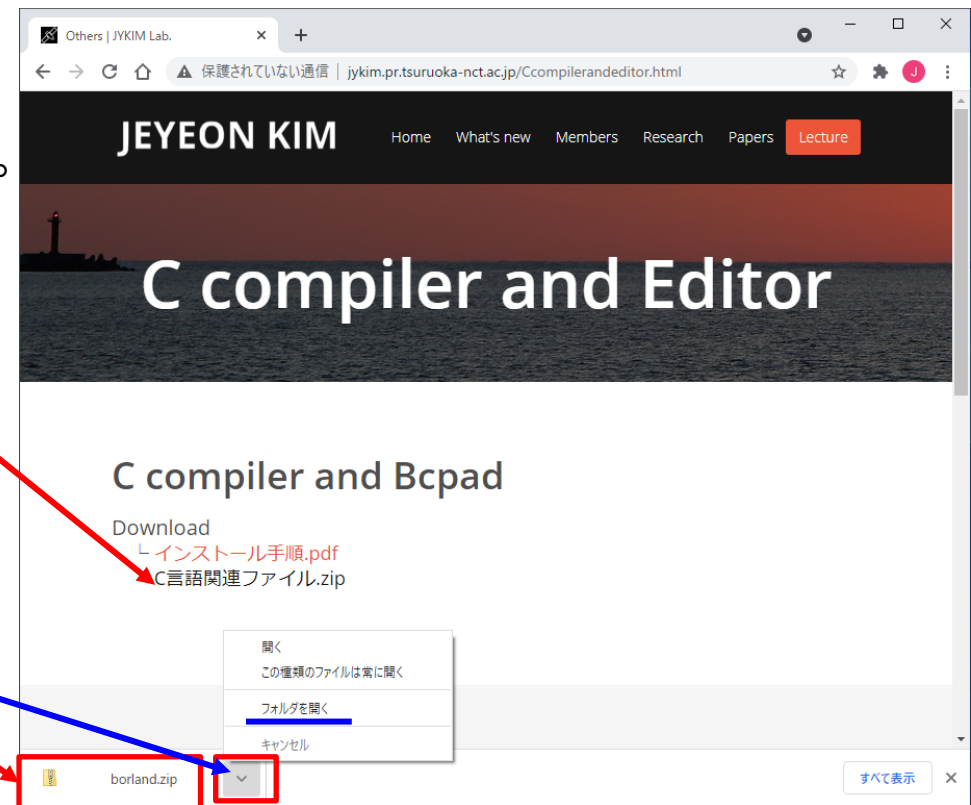 Others | JYKIM Lab.
保護されていない通信 | jykim.pr.tsuruoka-nct.ac.jp/Ccompilerandeditor.html
J
JEYEON KIM
Home What's new Members Research Papers Lecture
。
C compiler and Editor
C compiler and Bcpad
Download
└ インストール手順.pdf
C言語関連ファイル.zip
開く
この種類のファイルは常に開く
フォルダを開く
キャンセル
borland.zip
すべて表示